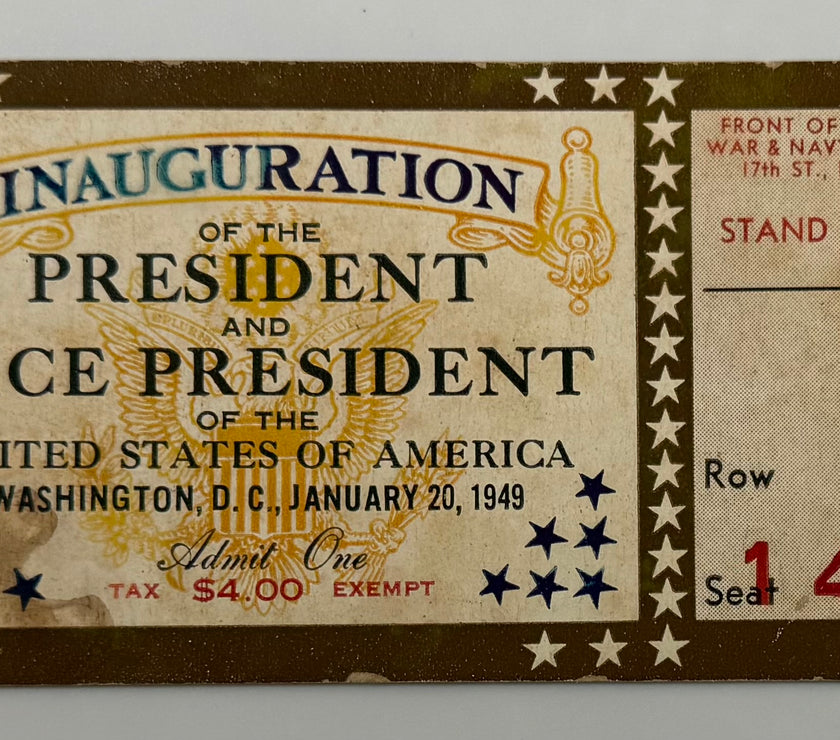 INAUGURATION
OF THE
PRESIDENT
AND
CE PRESIDENT
OF THE
ITED STATES OF AMERICA
WASHINGTON, D. C., JANUARY 20, 1949
Admit One
TAX $4.00 EXEMPT
FRONT OF
WAR & NAVY
17th ST.,
STAND
Row
Seat
1 4